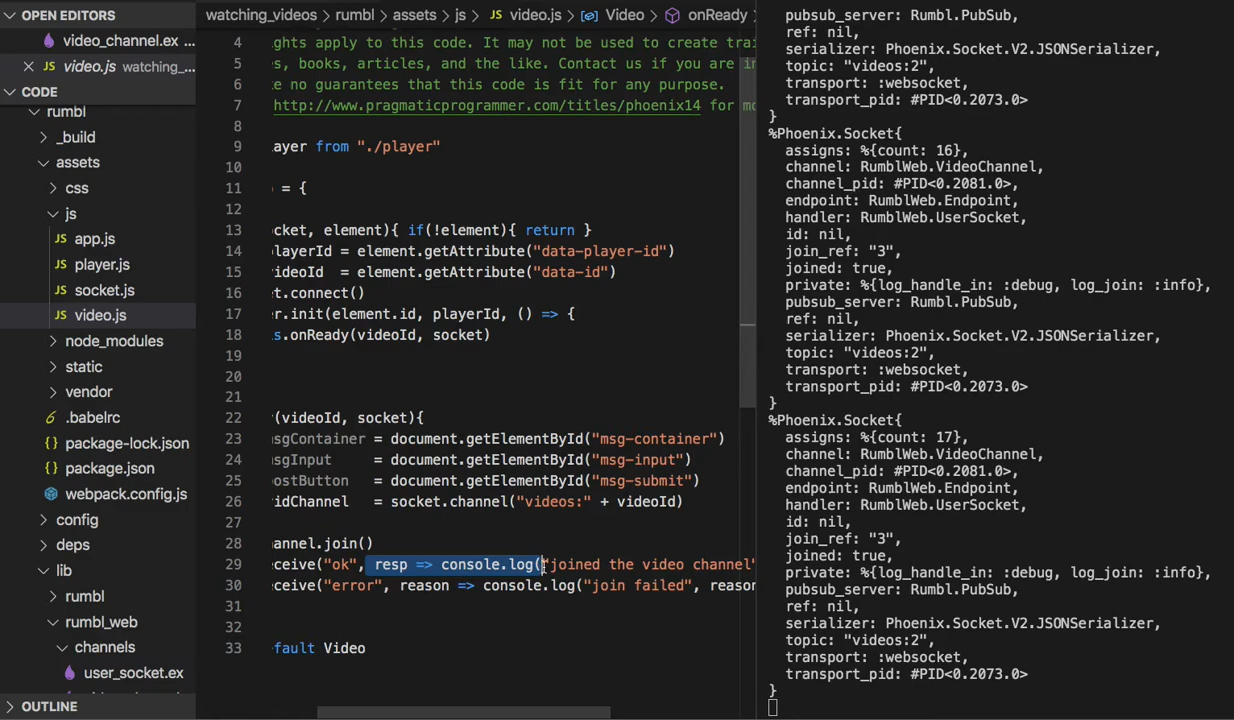 OPEN EDITORS
video_channel.ex ...
JS video.js watching_...
CODE
rumbl
_build
assets
css
js
JS app.js
JS player.js
JS socket.js
JS video.js
node_modules
static
vendor
.babelrc
{} package-lock.json
{} package.json
webpack.config.js
config
deps
lib
rumbl
rumbl_web
channels
user_socket.ex
OUTLINE
watching_videos > rumbl > assets > js > JS video.js > Video > onReady >
4 ghts apply to this code. It may not be used to create trai
5 es, books, articles, and the like. Contact us if you are in
6 ke no guarantees that this code is fit for any purpose.
7 http://www.pragmaticprogrammer.com/titles/phoenix14 for mo
8
9 ayer from "./player"
10
11 = {
12
13 cket, element){ if(!element){ return }
14 layerId = element.getAttribute("data-player-id")
15 ideoId = element.getAttribute("data-id")
16 t.connect()
17 r.init(element.id, playerId, () => {
18 s.onReady(videoId, socket)
19
20
21
22 (videoId, socket){
23 msgContainer = document.getElementById("msg-container")
24 msgInput = document.getElementById("msg-input")
25 postButton = document.getElementById("msg-submit")
26 vidChannel = socket.channel("videos:" + videoId)
27
28 hannel.join()
29 eceive("ok", resp => console.log("joined the video channel"
30 eceive("error", reason => console.log("join failed", reason
31
32
33 fault Video
pubsub_server: Rumbl.PubSub,
ref: nil,
serializer: Phoenix.Socket.V2.JSONSerializer,
topic: "videos:2",
transport: :websocket,
transport_pid: #PID<0.2073.0>
}
%Phoenix.Socket{
assigns: %{count: 16},
channel: RumblWeb.VideoChannel,
channel_pid: #PID<0.2081.0>,
endpoint: RumblWeb.Endpoint,
handler: RumblWeb.UserSocket,
id: nil,
join_ref: "3",
joined: true,
private: %{log_handle_in: :debug, log_join: :info},
pubsub_server: Rumbl.PubSub,
ref: nil,
serializer: Phoenix.Socket.V2.JSONSerializer,
topic: "videos:2",
transport: :websocket,
transport_pid: #PID<0.2073.0>
}
%Phoenix.Socket{
assigns: %{count: 17},
channel: RumblWeb.VideoChannel,
channel_pid: #PID<0.2081.0>,
endpoint: RumblWeb.Endpoint,
handler: RumblWeb.UserSocket,
id: nil,
join_ref: "3",
joined: true,
private: %{log_handle_in: :debug, log_join: :info},
pubsub_server: Rumbl.PubSub,
ref: nil,
serializer: Phoenix.Socket.V2.JSONSerializer,
topic: "videos:2",
transport: :websocket,
transport_pid: #PID<0.2073.0>
}